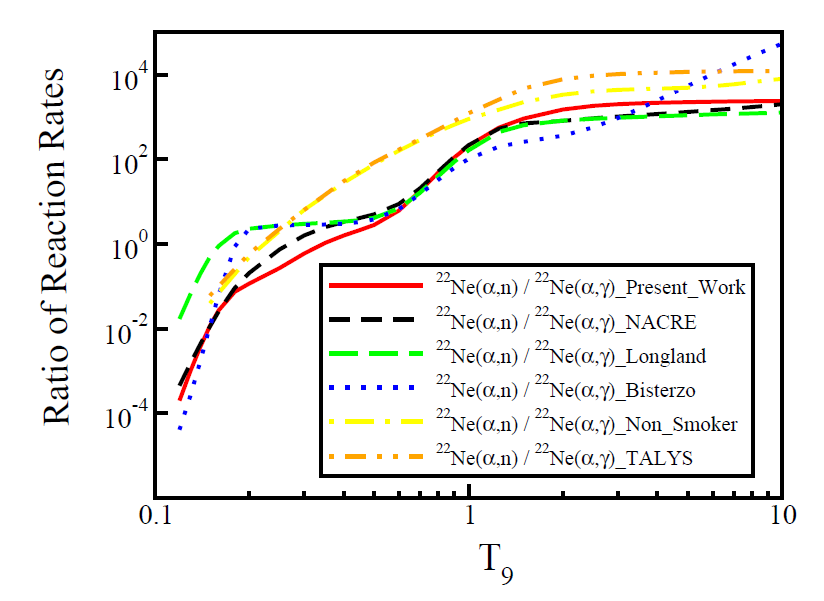 Ratio of Reaction Rates
10^4
10^2
10^0
10^-2
10^-4
²²Ne(α,n) / ²²Ne(α,γ)_Present_Work
²²Ne(α,n) / ²²Ne(α,γ)_NACRE
²²Ne(α,n) / ²²Ne(α,γ)_Longland
²²Ne(α,n) / ²²Ne(α,γ)_Bisterzo
²²Ne(α,n) / ²²Ne(α,γ)_Non_Smoker
²²Ne(α,n) / ²²Ne(α,γ)_TALYS
0.1 1 10
T₉